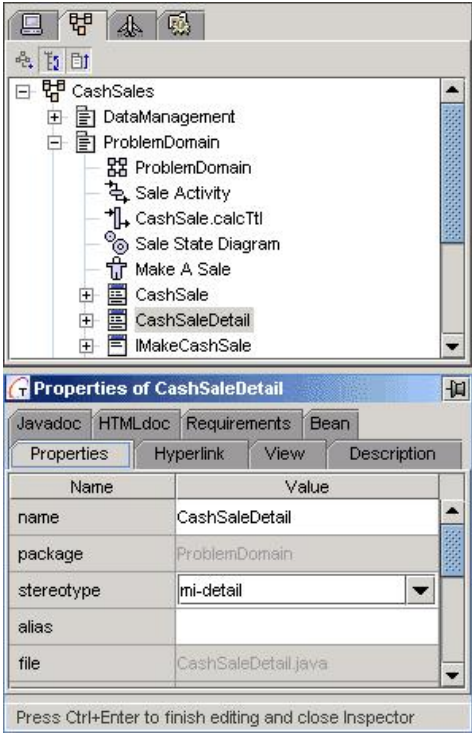 CashSales
DataManagement
ProblemDomain
ProblemDomain
Sale Activity
CashSale.calcTtl
Sale State Diagram
Make A Sale
CashSale
CashSaleDetail
IMakeCashSale
Properties of CashSaleDetail
Javadoc HTMLdoc Requirements Bean
Properties Hyperlink View Description
Name Value
name CashSaleDetail
package ProblemDomain
stereotype mi-detail
alias
file CashSaleDetail.java
Press Ctrl+Enter to finish editing and close Inspector